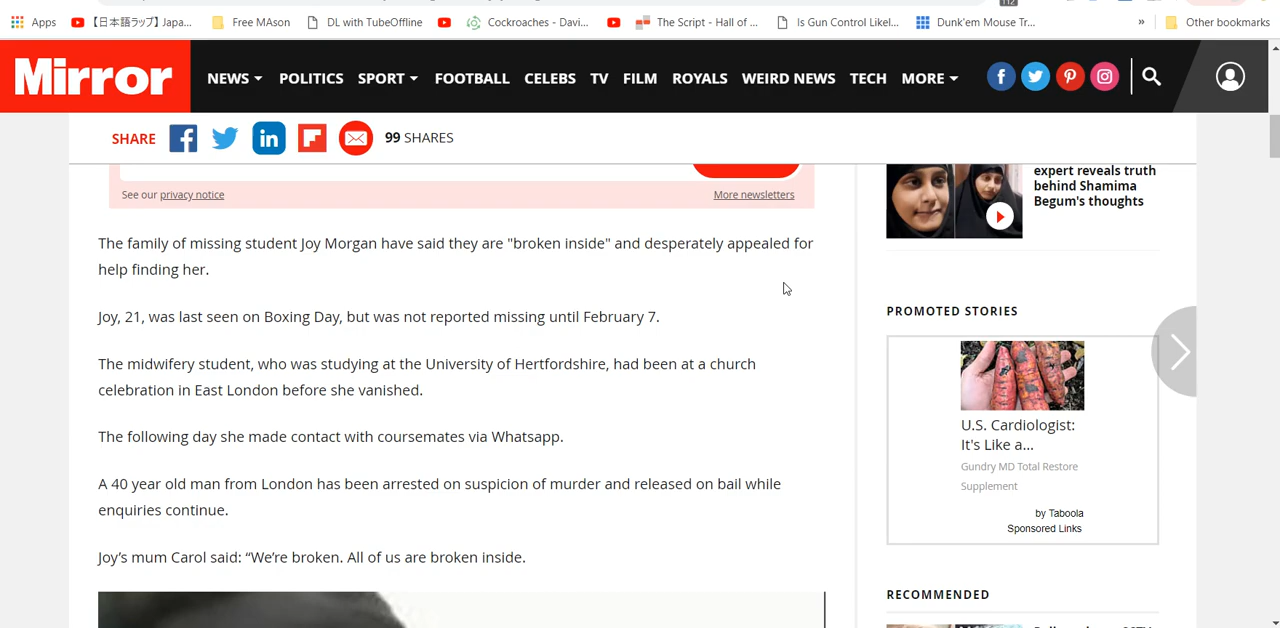 Apps
【日本語ラップ】Japa...
Free MAson
DL with TubeOffline
Cockroaches - Davi...
The Script - Hall of ...
Is Gun Control Likel...
Dunk'em Mouse Tr...
»
Other bookmarks
Mirror
NEWS
POLITICS
SPORT
FOOTBALL
CELEBS
TV
FILM
ROYALS
WEIRD NEWS
TECH
MORE
SHARE
99 SHARES
See our privacy notice
More newsletters
The family of missing student Joy Morgan have said they are "broken inside" and desperately appealed for
help finding her.
Joy, 21, was last seen on Boxing Day, but was not reported missing until February 7.
The midwifery student, who was studying at the University of Hertfordshire, had been at a church
celebration in East London before she vanished.
The following day she made contact with coursemates via Whatsapp.
A 40 year old man from London has been arrested on suspicion of murder and released on bail while
enquiries continue.
Joy’s mum Carol said: “We’re broken. All of us are broken inside.
expert reveals truth
behind Shamima
Begum's thoughts
PROMOTED STORIES
U.S. Cardiologist:
It's Like a...
Gundry MD Total Restore
Supplement
by Taboola
Sponsored Links
RECOMMENDED